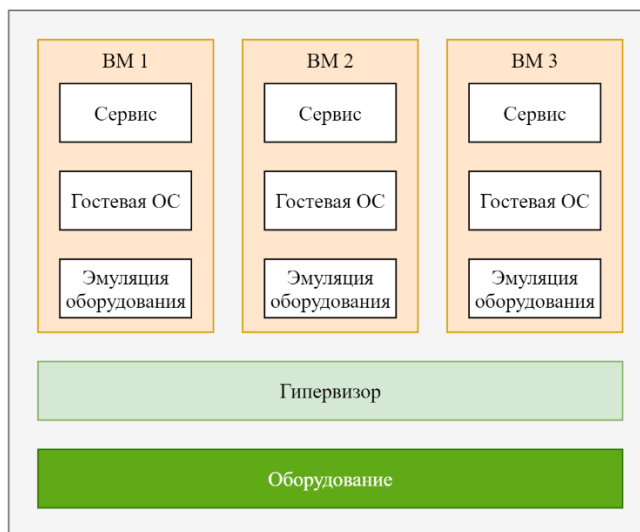 ВМ 1
Сервис
Гостевая ОС
Эмуляция
оборудования
ВМ 2
Сервис
Гостевая ОС
Эмуляция
оборудования
ВМ 3
Сервис
Гостевая ОС
Эмуляция
оборудования
Гипервизор
Оборудование